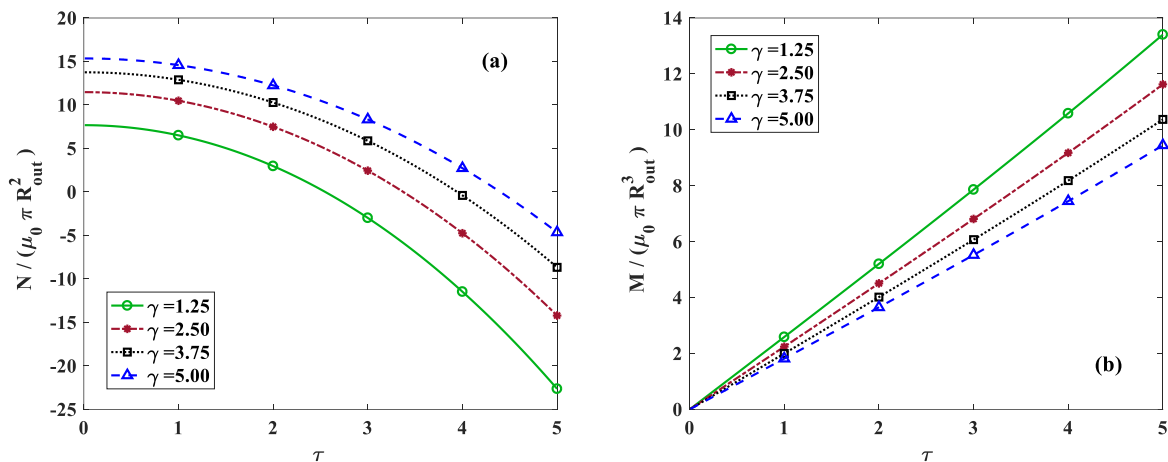 20
15
10
5
0
-5
-10
-15
-20
-25
N / (μ₀ π R²out)
(a)
γ =1.25
γ =2.50
γ =3.75
γ =5.00
0 1 2 3 4 5
τ
14
12
10
8
6
4
2
0
M / (μ₀ π R³out)
γ =1.25
γ =2.50
γ =3.75
γ =5.00
(b)
0 1 2 3 4 5
τ